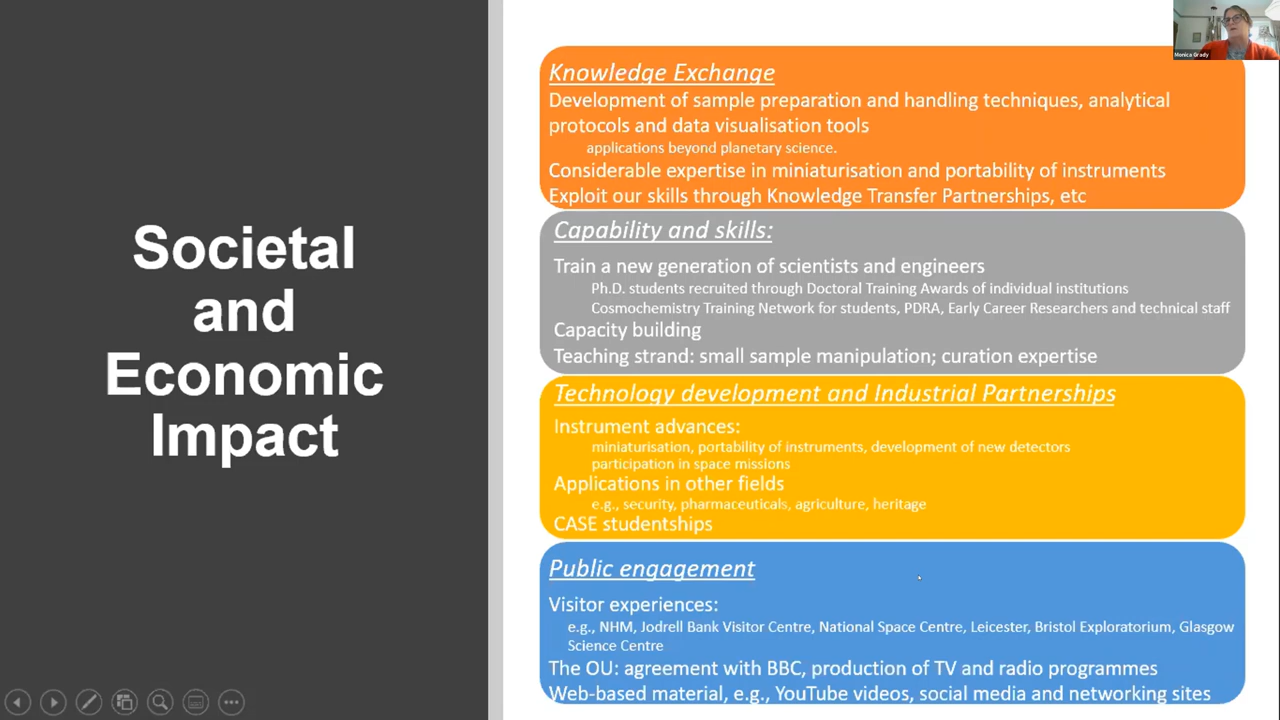 Societal
and
Economic
Impact
Monica Grady
Knowledge Exchange
Development of sample preparation and handling techniques, analytical
protocols and data visualisation tools
applications beyond planetary science.
Considerable expertise in miniaturisation and portability of instruments
Exploit our skills through Knowledge Transfer Partnerships, etc
Capability and skills:
Train a new generation of scientists and engineers
Ph.D. students recruited through Doctoral Training Awards of individual institutions
Cosmochemistry Training Network for students, PDRA, Early Career Researchers and technical staff
Capacity building
Teaching strand: small sample manipulation; curation expertise
Technology development and Industrial Partnerships
Instrument advances:
miniaturisation, portability of instruments, development of new detectors
participation in space missions
Applications in other fields
e.g., security, pharmaceuticals, agriculture, heritage
CASE studentships
Public engagement
Visitor experiences:
e.g., NHM, Jodrell Bank Visitor Centre, National Space Centre, Leicester, Bristol Exploratorium, Glasgow
Science Centre
The OU: agreement with BBC, production of TV and radio programmes
Web-based material, e.g., YouTube videos, social media and networking sites